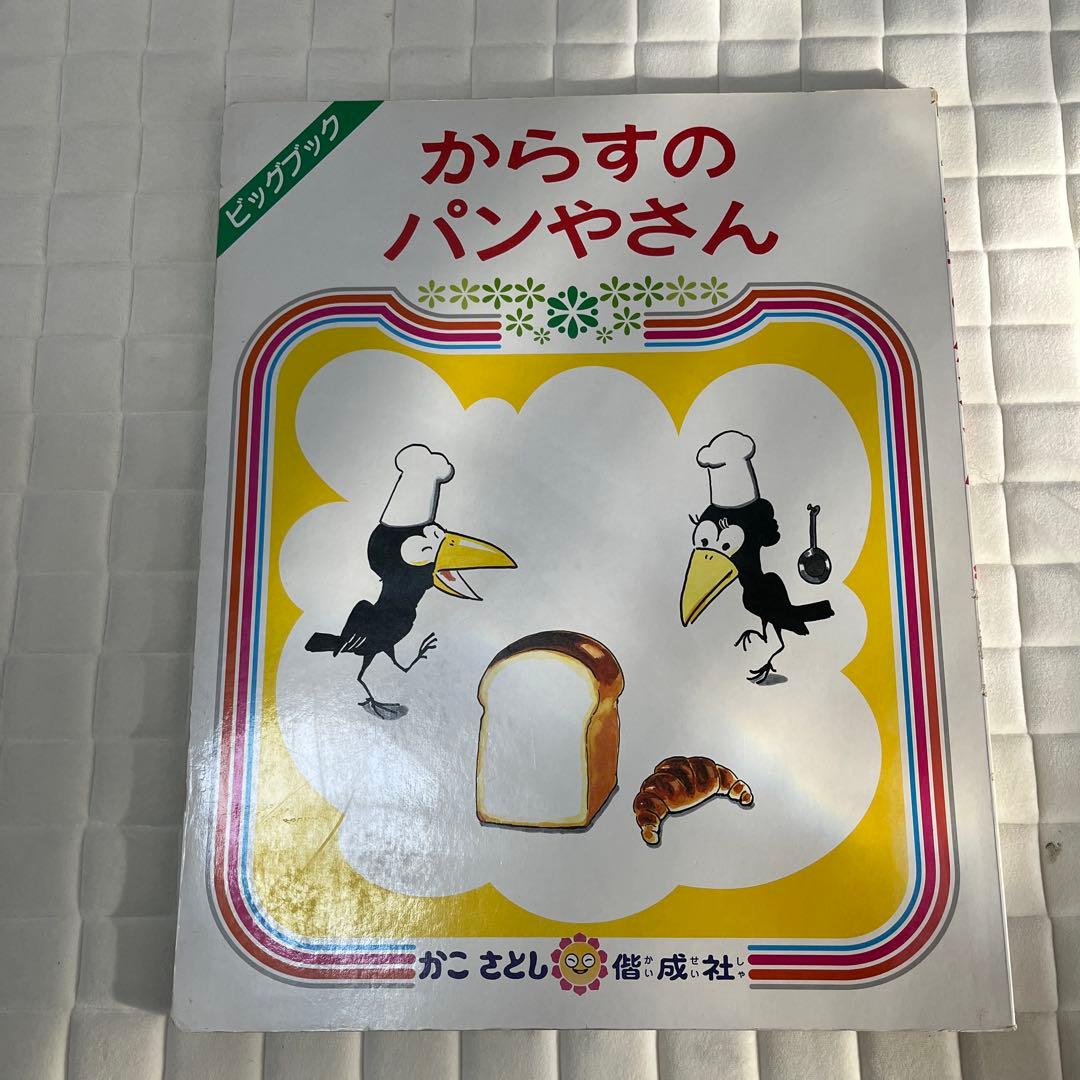 ビッグブック
からすの
パンやさん
かこ さとし 偕成社
かい せい しゃ